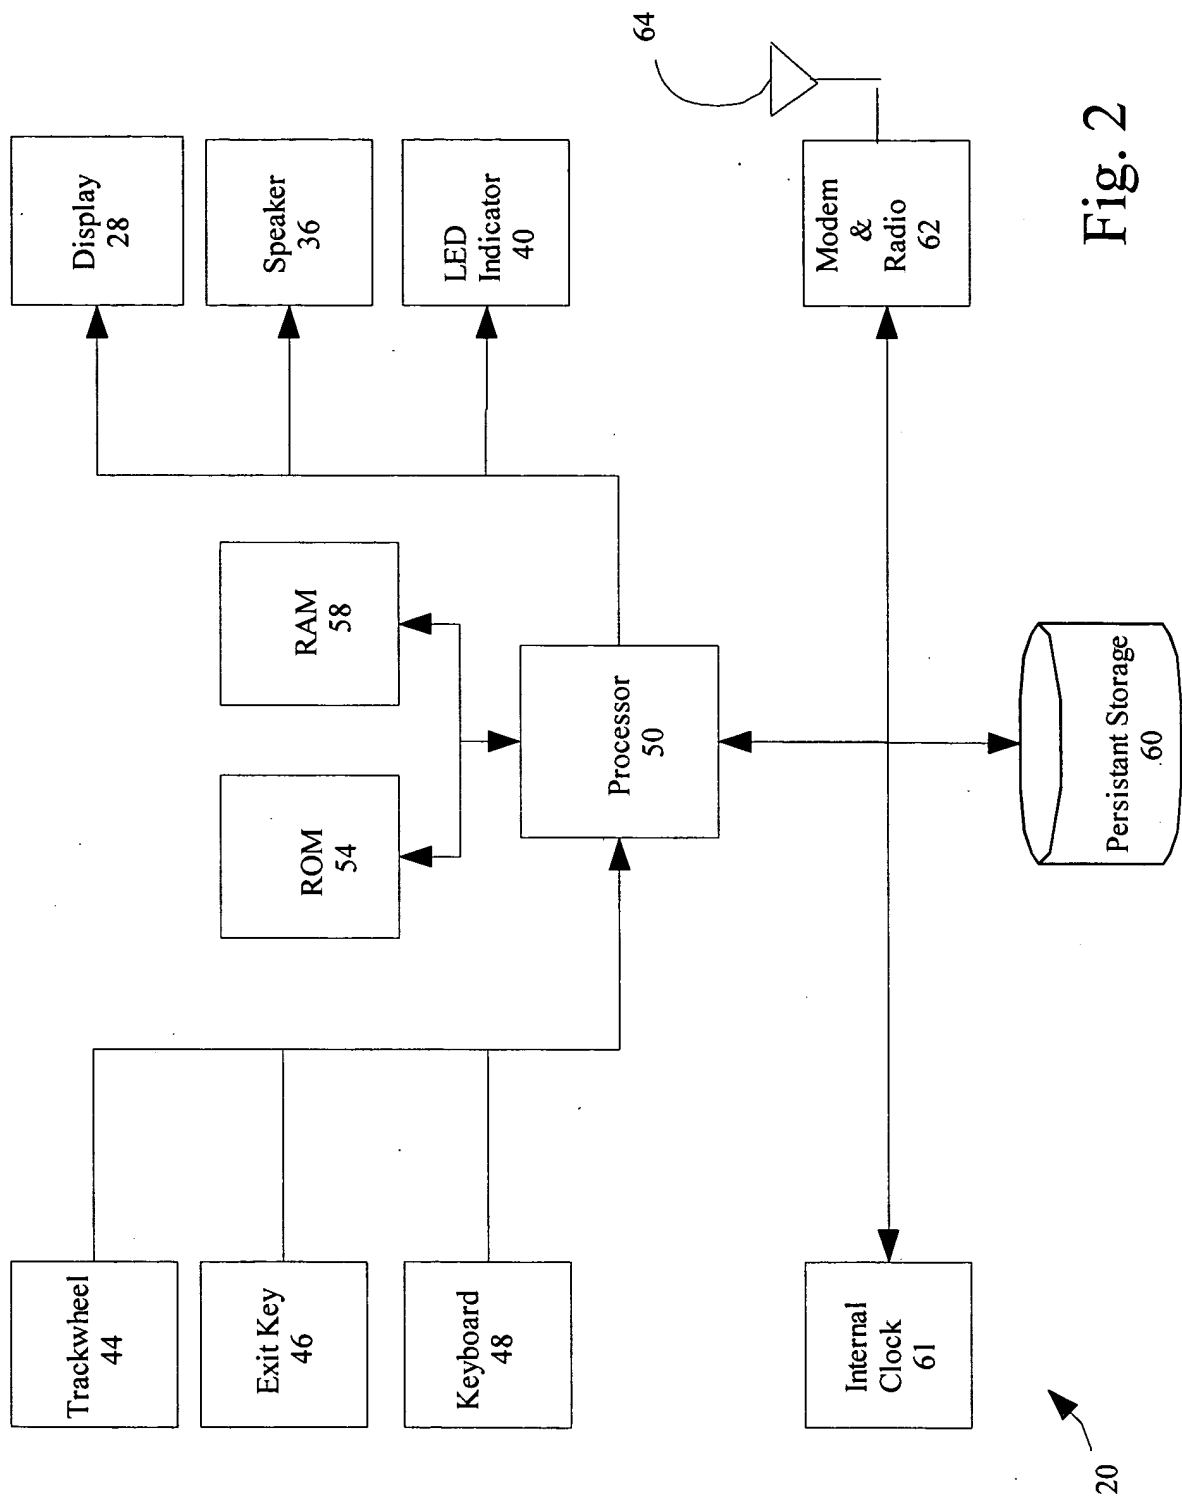 Trackwheel
44
Exit Key
46
Keyboard
48
ROM
54
RAM
58
Processor
50
Display
28
Speaker
36
LED
Indicator
40
Internal
Clock
61
Persistant Storage
60
Modem
&
Radio
62
64
20
Fig. 2